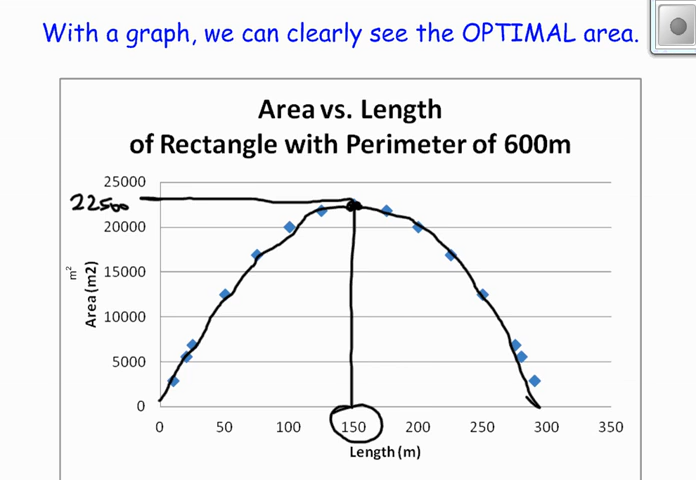 With a graph, we can clearly see the OPTIMAL area.
Area vs. Length
of Rectangle with Perimeter of 600m
25000
22500
20000
15000
10000
5000
0
m²
Area (m2)
0 50 100 150 200 250 300 350
Length (m)